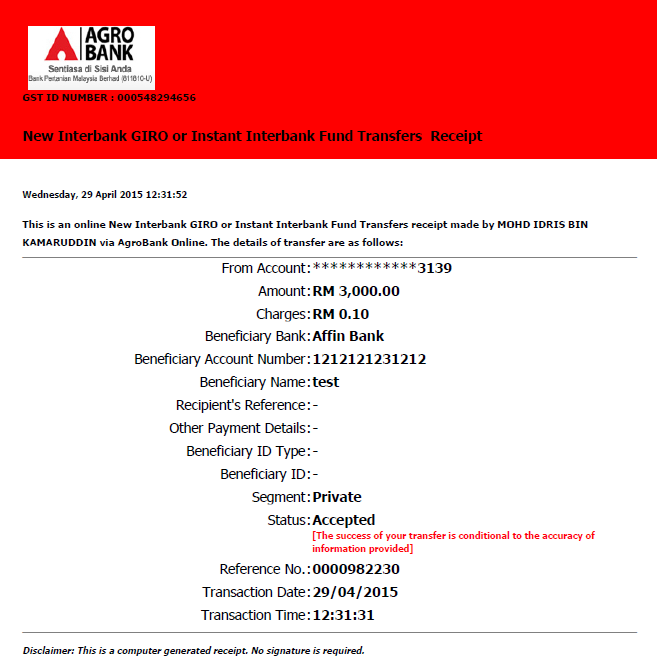 AGRO
BANK
Sentiasa di Sisi Anda
Bank Pertanian Malaysia Berhad (811810-U)
GST ID NUMBER : 000548294656
New Interbank GIRO or Instant Interbank Fund Transfers Receipt
Wednesday, 29 April 2015 12:31:52
This is an online New Interbank GIRO or Instant Interbank Fund Transfers receipt made by MOHD IDRIS BIN
KAMARUDDIN via AgroBank Online. The details of transfer are as follows:
From Account:************3139
Amount:RM 3,000.00
Charges:RM 0.10
Beneficiary Bank:Affin Bank
Beneficiary Account Number:1212121231212
Beneficiary Name:test
Recipient's Reference:-
Other Payment Details:-
Beneficiary ID Type:-
Beneficiary ID:-
Segment:Private
Status:Accepted
[The success of your transfer is conditional to the accuracy of
information provided]
Reference No.:0000982230
Transaction Date:29/04/2015
Transaction Time:12:31:31
Disclaimer: This is a computer generated receipt. No signature is required.